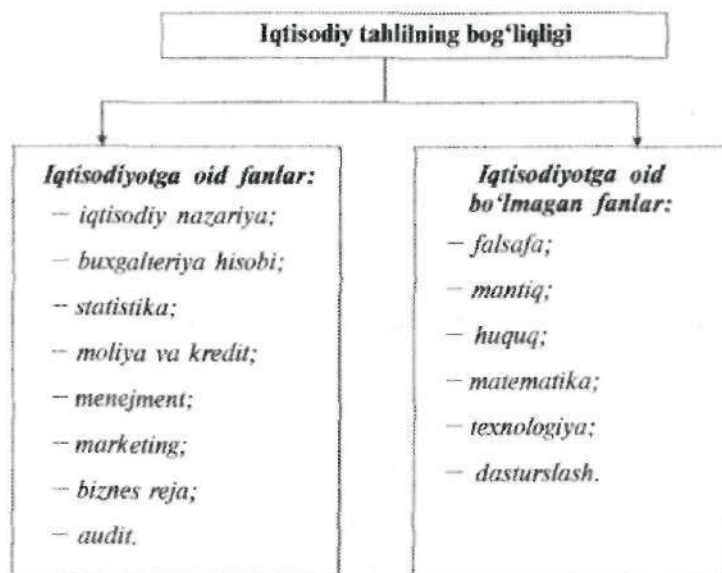 Iqtisodiy tahlilning bog‘liqligi
Iqtisodiyotga oid fanlar:
— iqtisodiy nazariya;
— buxgalteriya hisobi;
— statistika;
— moliya va kredit;
— menejment;
— marketing;
— biznes reja;
— audit.
Iqtisodiyotga oid
bo‘lmagan fanlar:
— falsafa;
— mantiq;
— huquq;
— matematika;
— texnologiya;
— dasturslash.